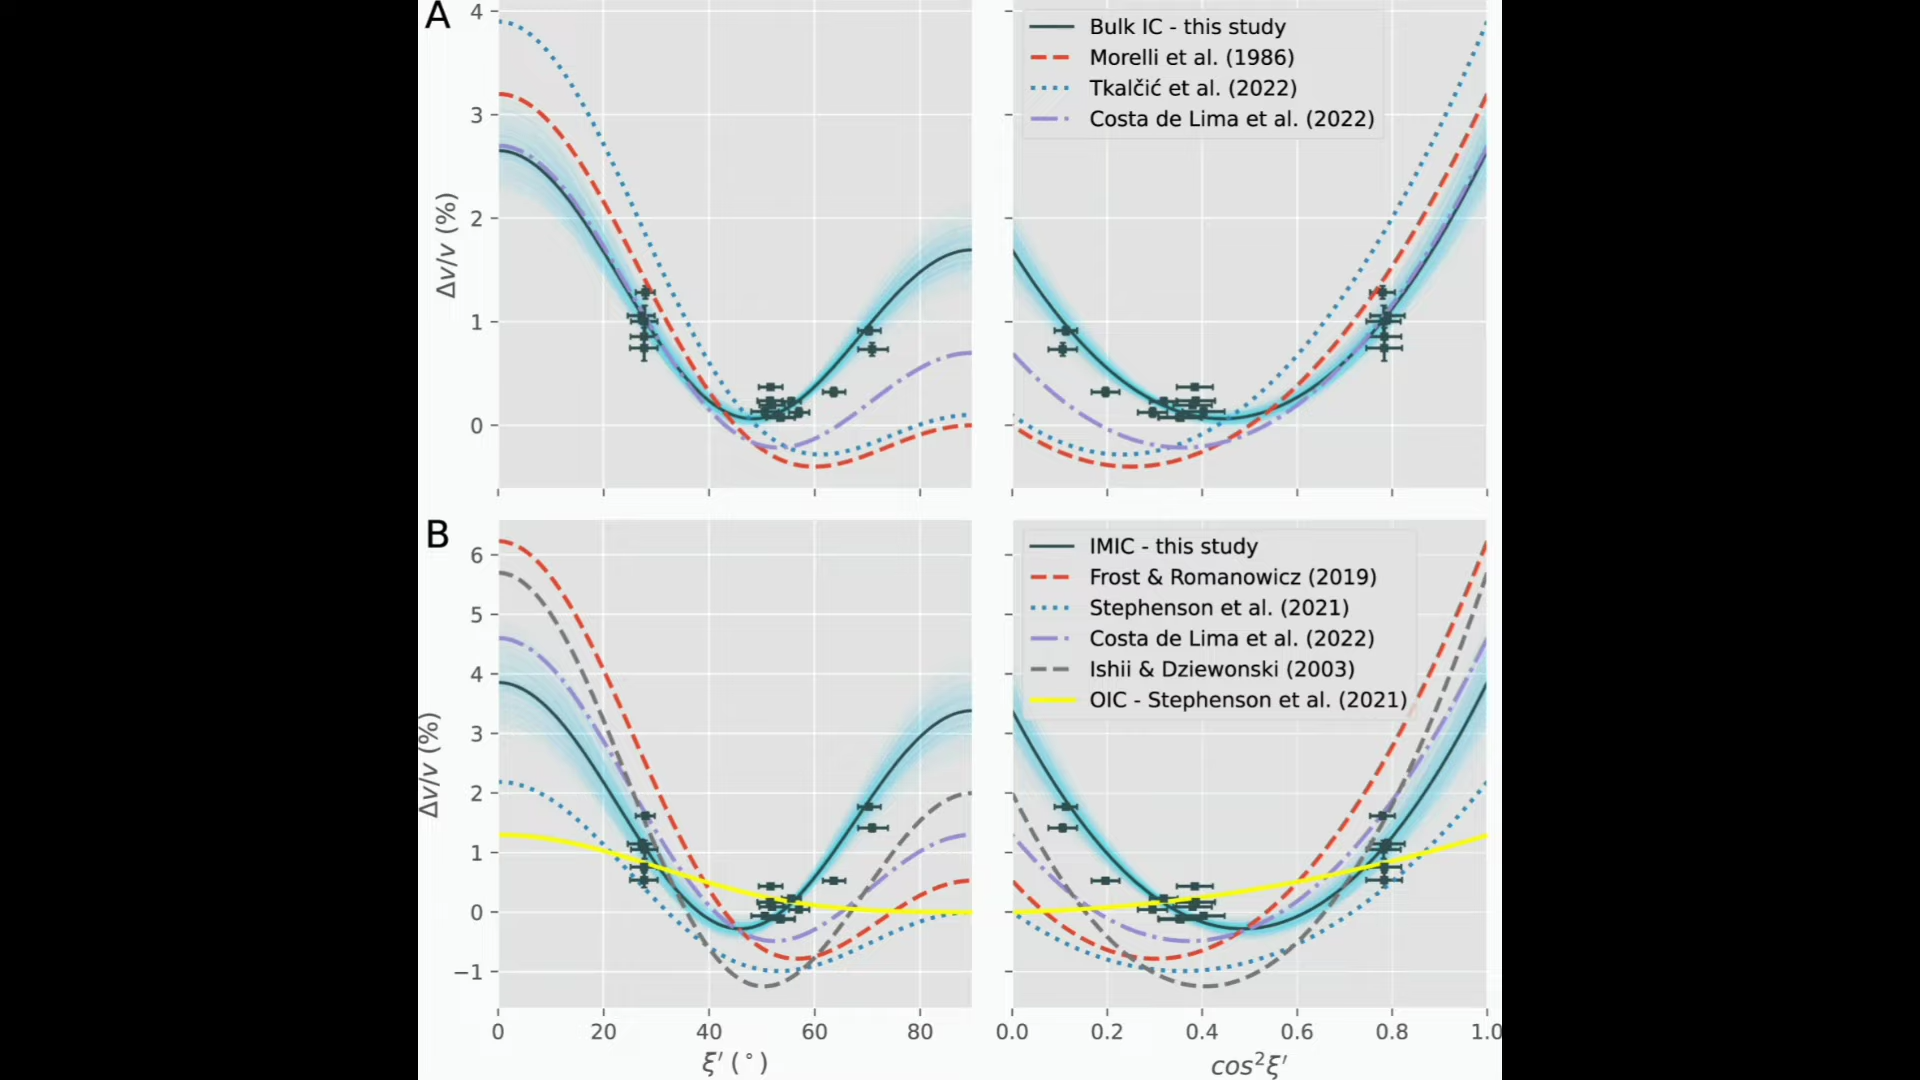 A
4
3
2
1
0
Δv/v (%)
Bulk IC - this study
Morelli et al. (1986)
Tkalčić et al. (2022)
Costa de Lima et al. (2022)
B
6
5
4
3
2
1
0
−1
Δv/v (%)
IMIC - this study
Frost & Romanowicz (2019)
Stephenson et al. (2021)
Costa de Lima et al. (2022)
Ishii & Dziewonski (2003)
OIC - Stephenson et al. (2021)
0 20 40 60 80
ξ′ (°)
0.0 0.2 0.4 0.6 0.8 1.0
cos²ξ′